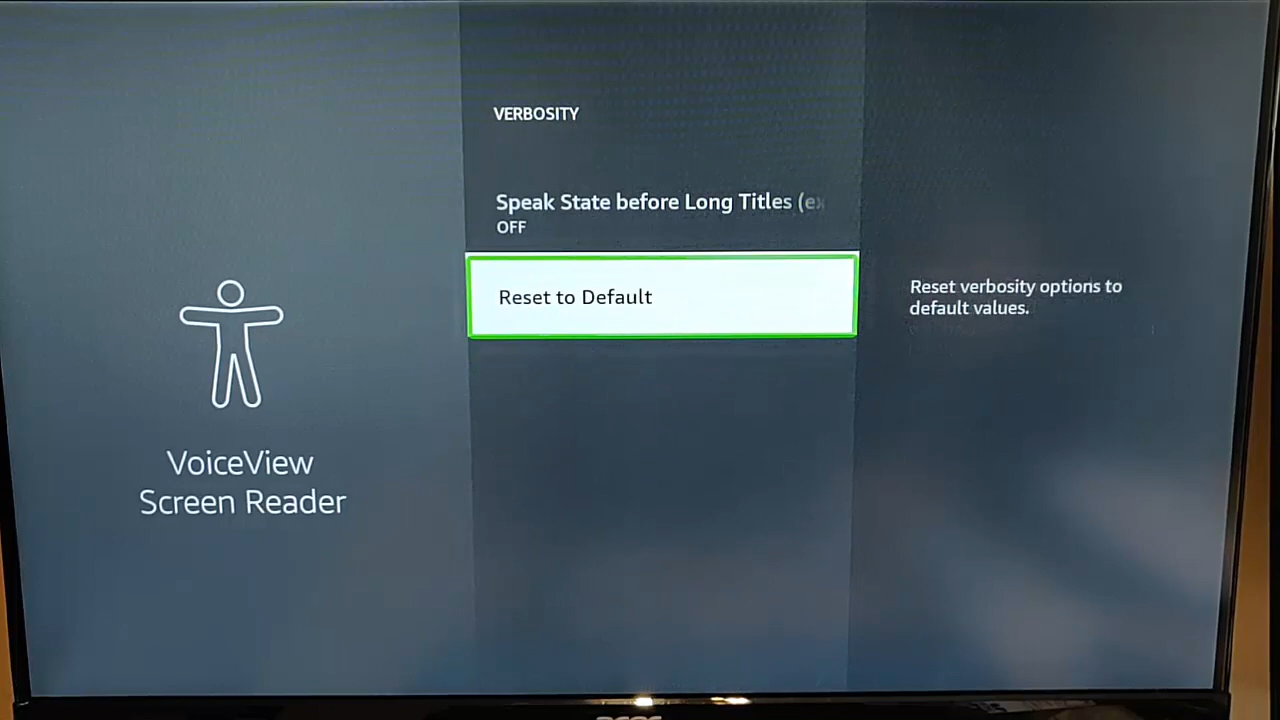 VERBOSITY
Speak State before Long Titles (ex
OFF
Reset to Default
Reset verbosity options to
default values.
VoiceView
Screen Reader